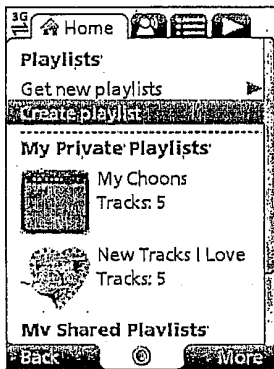 3G
Home
Playlists
Get new playlists
Create playlist
My Private Playlists
My Choons
Tracks: 5
New Tracks I Love
Tracks: 5
My Shared Playlists
Back
More